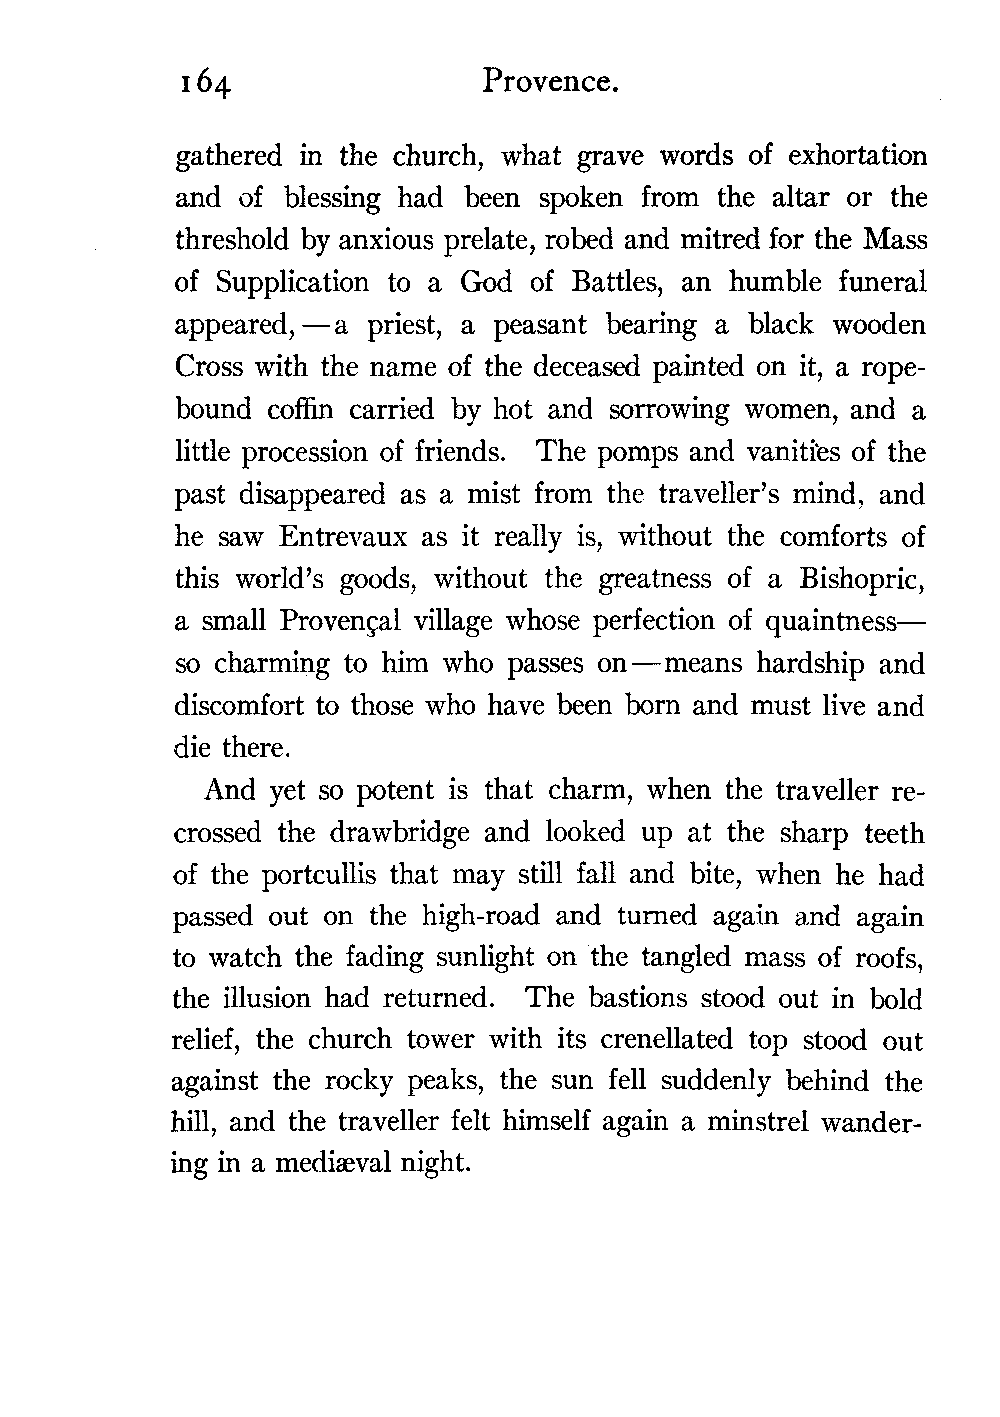 164 Provence.
gathered in the church, what grave words of exhortation
and of blessing had been spoken from the altar or the
threshold by anxious prelate, robed and mitred for the Mass
of Supplication to a God of Battles, an humble funeral
appeared, — a priest, a peasant bearing a black wooden
Cross with the name of the deceased painted on it, a rope-
bound coffin carried by hot and sorrowing women, and a
little procession of friends. The pomps and vanities of the
past disappeared as a mist from the traveller's mind, and
he saw Entrevaux as it really is, without the comforts of
this world's goods, without the greatness of a Bishopric,
a small Provençal village whose perfection of quaintness—
so charming to him who passes on—means hardship and
discomfort to those who have been born and must live and
die there.
And yet so potent is that charm, when the traveller re-
crossed the drawbridge and looked up at the sharp teeth
of the portcullis that may still fall and bite, when he had
passed out on the high-road and turned again and again
to watch the fading sunlight on the tangled mass of roofs,
the illusion had returned. The bastions stood out in bold
relief, the church tower with its crenellated top stood out
against the rocky peaks, the sun fell suddenly behind the
hill, and the traveller felt himself again a minstrel wander-
ing in a mediæval night.